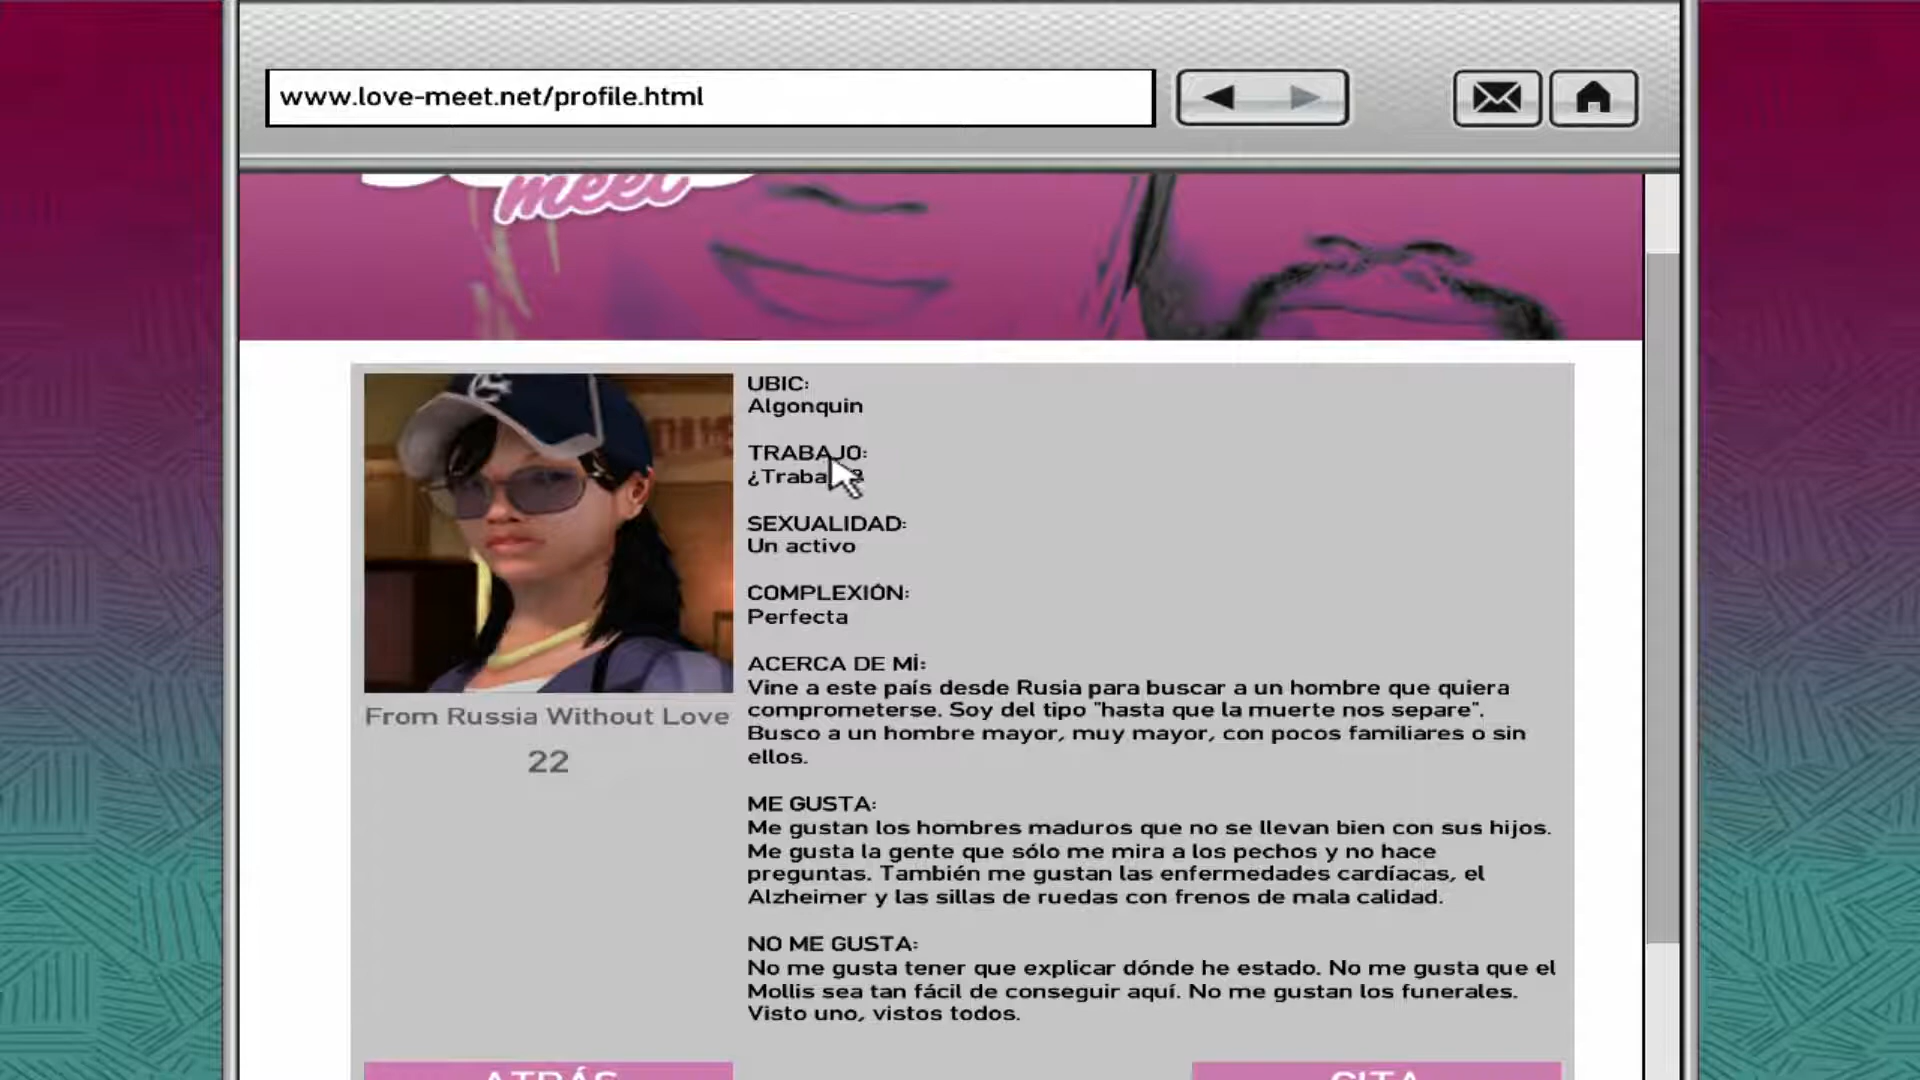 www.love-meet.net/profile.html
meet
UBIC:
Algonquin
TRABAJO:
SEXUALIDAD:
Un activo
COMPLEXIÓN:
Perfecta
ACERCA DE MÍ:
Vine a este país desde Rusia para buscar a un hombre que quiera
comprometerse. Soy del tipo "hasta que la muerte nos separe".
Busco a un hombre mayor, muy mayor, con pocos familiares o sin
ellos.
From Russia Without Love
22
ME GUSTA:
Me gustan los hombres maduros que no se llevan bien con sus hijos.
Me gusta la gente que sólo me mira a los pechos y no hace
preguntas. También me gustan las enfermedades cardíacas, el
Alzheimer y las sillas de ruedas con frenos de mala calidad.
NO ME GUSTA:
No me gusta tener que explicar dónde he estado. No me gusta que el
Mollis sea tan fácil de conseguir aquí. No me gustan los funerales.
Visto uno, vistos todos.
ATRÁS
CITA